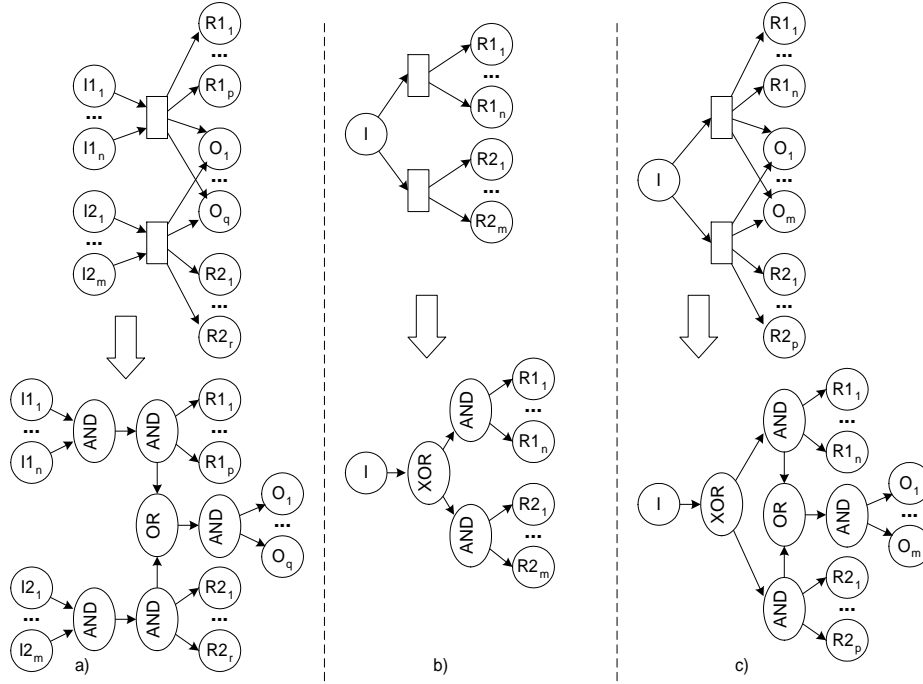 R1₁
...
I1₁
R1ₚ
...
I1ₙ
O₁
...
I2₁
O_q
...
I2ₘ
R2₁
...
R2ᵣ
I1₁
...
I1ₙ
AND
AND
R1₁
...
R1ₚ
OR
AND
O₁
...
O_q
I2₁
...
I2ₘ
AND
AND
R2₁
...
R2ᵣ
a)
R1₁
...
R1ₙ
I
R2₁
...
R2ₘ
I
XOR
AND
R1₁
...
R1ₙ
AND
R2₁
...
R2ₘ
b)
R1₁
...
R1ₙ
O₁
I
...
Oₘ
R2₁
...
R2ₚ
I
XOR
AND
R1₁
...
R1ₙ
OR
AND
O₁
...
Oₘ
AND
R2₁
...
R2ₚ
c)